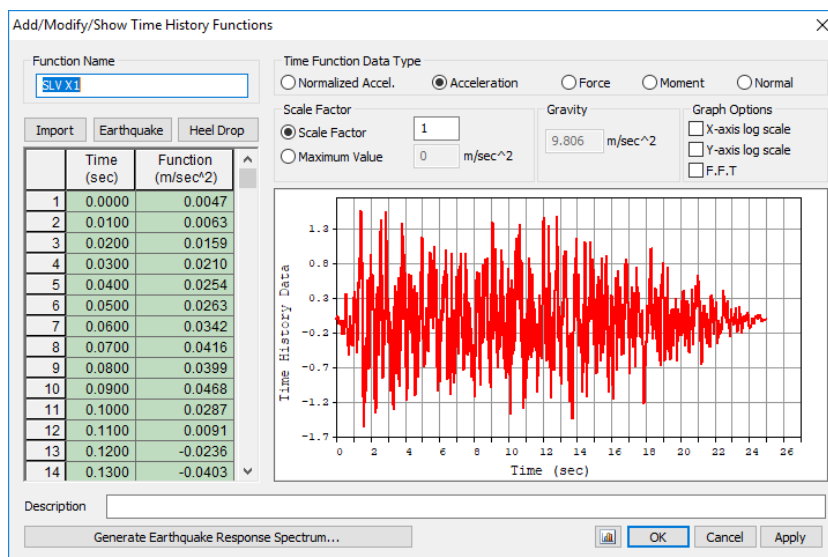 Add/Modify/Show Time History Functions
Function Name
SLV X1
Time Function Data Type
Normalized Accel. Acceleration Force Moment Normal
Import Earthquake Heel Drop
Scale Factor
Scale Factor 1
Maximum Value 0 m/sec^2
Gravity
9.806 m/sec^2
Graph Options
X-axis log scale
Y-axis log scale
F.F.T
Time (sec) Function (m/sec^2)
1 0.0000 0.0047
2 0.0100 0.0063
3 0.0200 0.0159
4 0.0300 0.0210
5 0.0400 0.0254
6 0.0500 0.0263
7 0.0600 0.0342
8 0.0700 0.0416
9 0.0800 0.0399
10 0.0900 0.0468
11 0.1000 0.0287
12 0.1100 0.0091
13 0.1200 -0.0236
14 0.1300 -0.0403
Time History Data
1.3
0.8
0.3
-0.2
-0.7
-1.2
-1.7
0 2 4 6 8 10 12 14 16 18 20 22 24 26
Time (sec)
Description
Generate Earthquake Response Spectrum... OK Cancel Apply